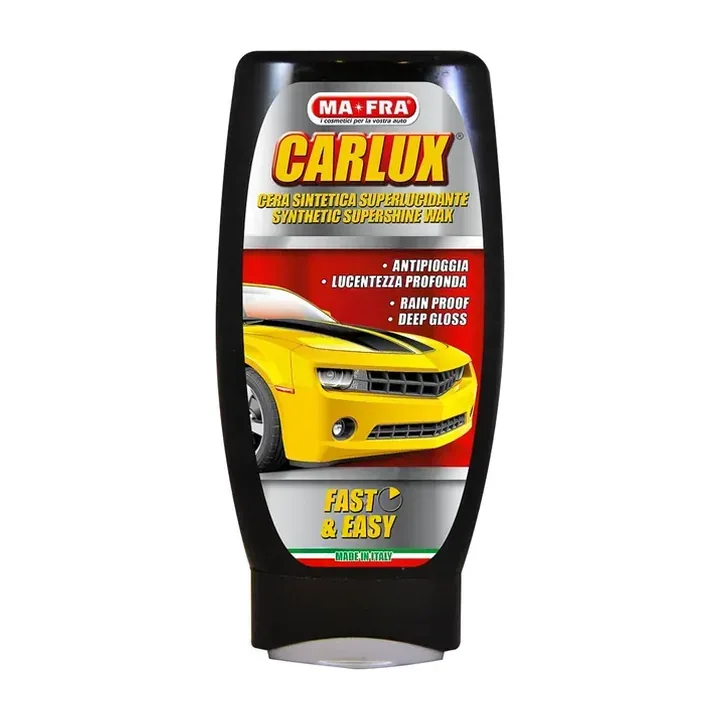 MA★FRA®
i cosmetici per la vostra auto
CARLUX®
CERA SINTETICA SUPERLUCIDANTE
SYNTHETIC SUPERSHINE WAX
• ANTIPIOGGIA
• LUCENTEZZA PROFONDA
• RAIN PROOF
• DEEP GLOSS
FAST
& EASY
MADE IN ITALY